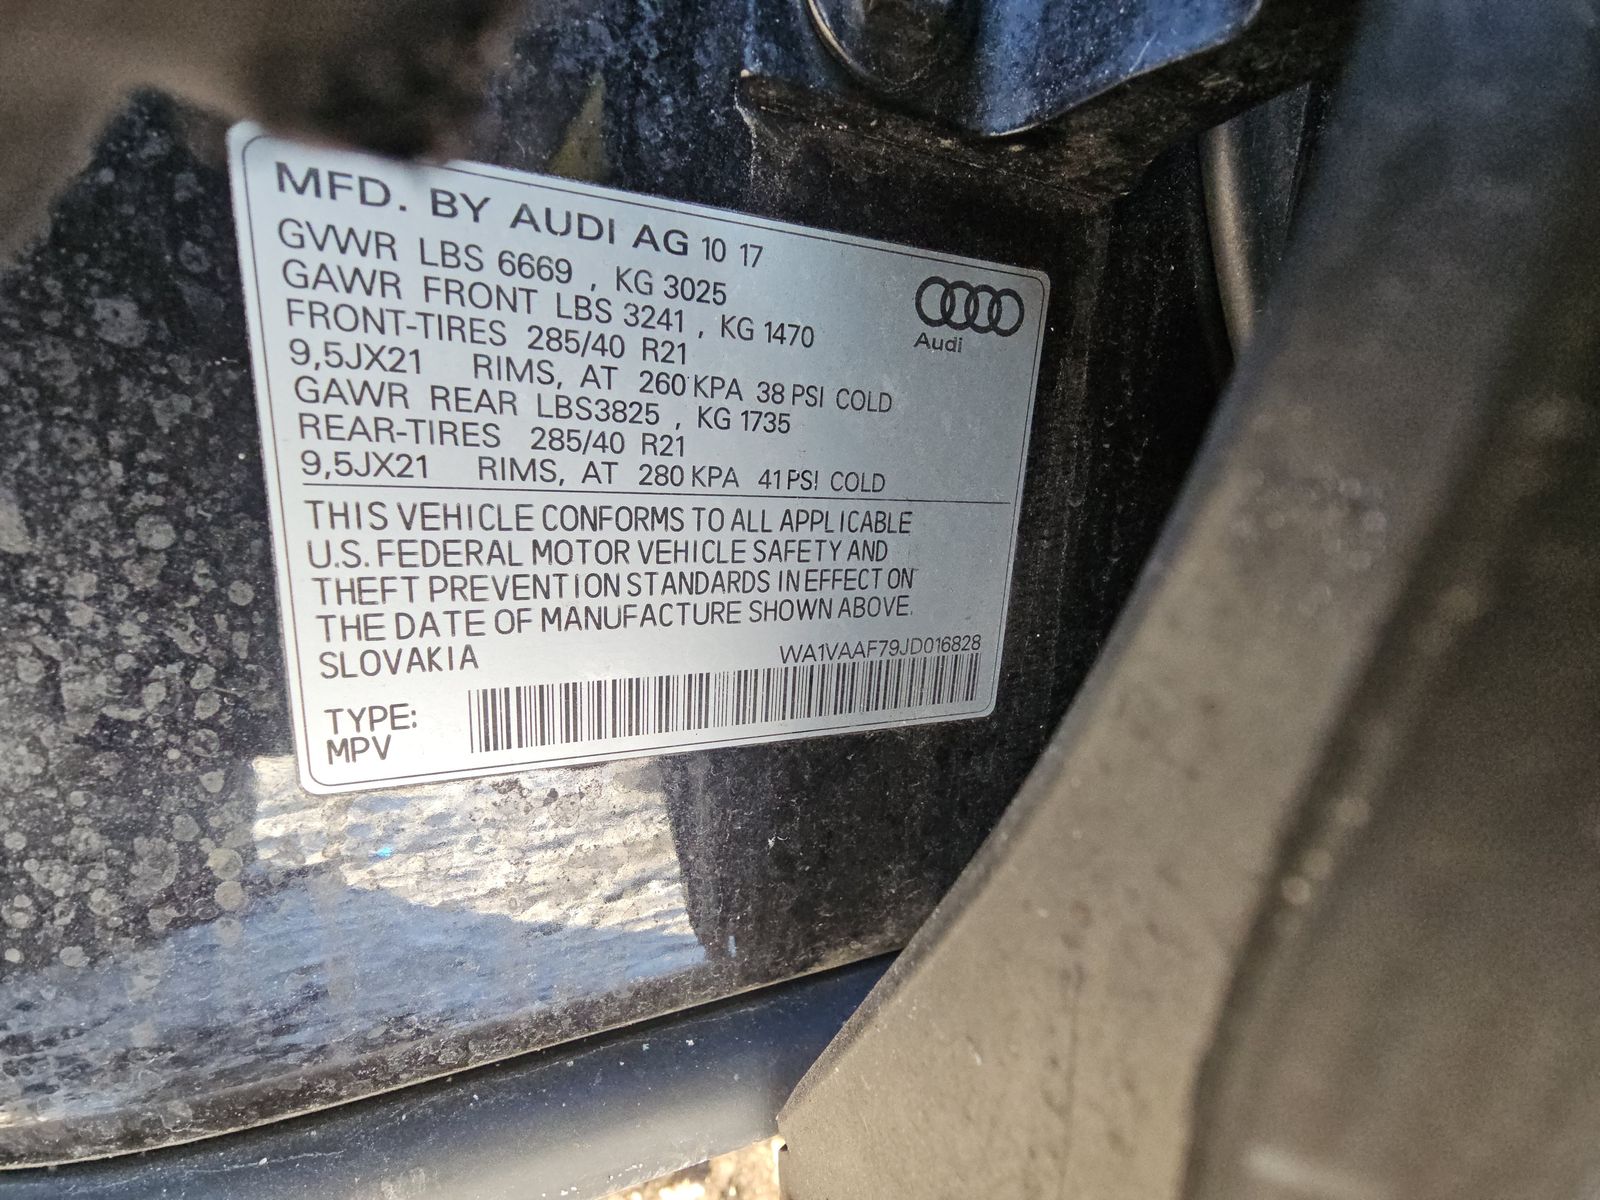 MFD. BY AUDI AG 10 17
GVWR LBS 6669 , KG 3025
GAWR FRONT LBS 3241 , KG 1470
FRONT-TIRES 285/40 R21
9,5JX21 RIMS, AT 260 KPA 38 PSI COLD
GAWR REAR LBS3825 , KG 1735
REAR-TIRES 285/40 R21
9,5JX21 RIMS, AT 280 KPA 41 PSI COLD
Audi
THIS VEHICLE CONFORMS TO ALL APPLICABLE
U.S. FEDERAL MOTOR VEHICLE SAFETY AND
THEFT PREVENTION STANDARDS IN EFFECT ON
THE DATE OF MANUFACTURE SHOWN ABOVE.
SLOVAKIA
WA1VAAF79JD016828
TYPE:
MPV